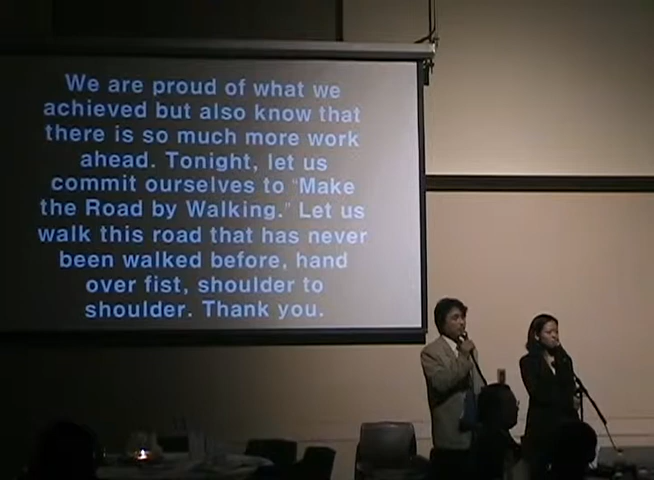 We are proud of what we
achieved but also know that
there is so much more work
ahead. Tonight, let us
commit ourselves to "Make
the Road by Walking." Let us
walk this road that has never
been walked before, hand
over fist, shoulder to
shoulder. Thank you.